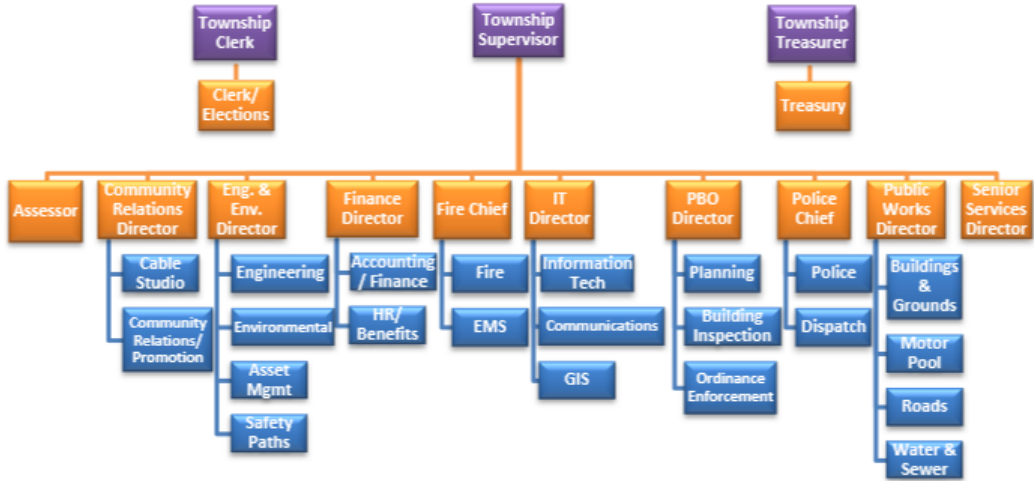 Township
Clerk
Township
Supervisor
Township
Treasurer
Clerk/
Elections
Treasury
Assessor
Community
Relations
Director
Eng. &
Env.
Director
Finance
Director
Fire Chief
IT
Director
PBO
Director
Police
Chief
Public
Works
Director
Senior
Services
Director
Cable
Studio
Community
Relations/
Promotion
Engineering
Environmental
Asset
Mgmt
Safety
Paths
Accounting
/ Finance
HR/
Benefits
Fire
EMS
Information
Tech
Communications
GIS
Planning
Building
Inspection
Ordinance
Enforcement
Police
Dispatch
Buildings
&
Grounds
Motor
Pool
Roads
Water &
Sewer